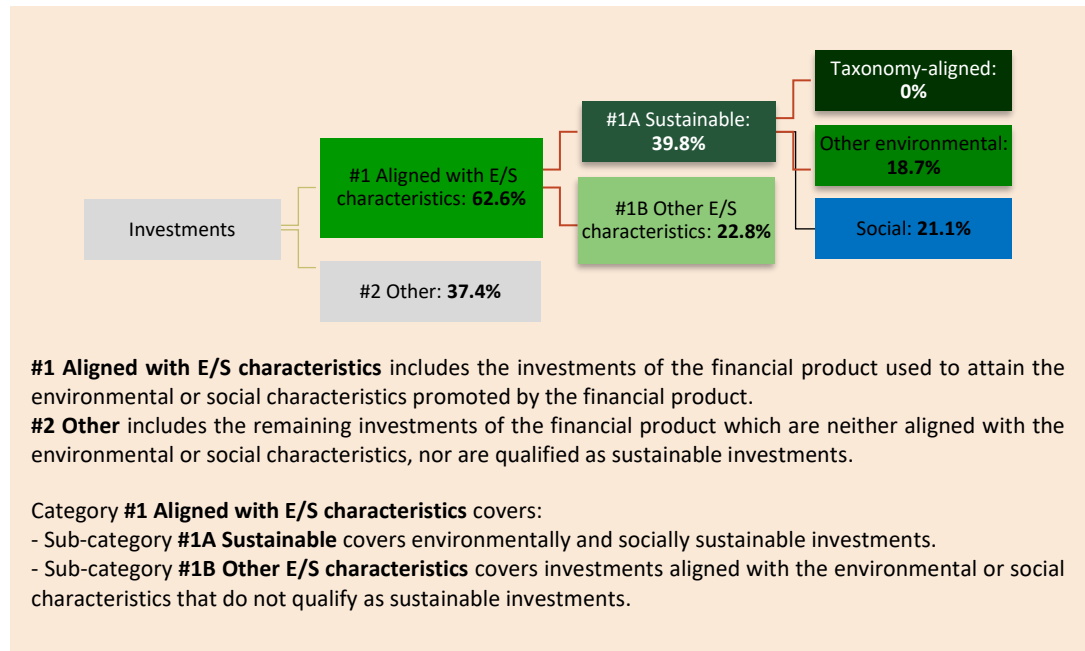 Taxonomy-aligned:
0%
#1A Sustainable:
39.8%
Other environmental:
18.7%
#1 Aligned with E/S
characteristics: 62.6%
#1B Other E/S
characteristics: 22.8%
Investments
Social: 21.1%
#2 Other: 37.4%
#1 Aligned with E/S characteristics includes the investments of the financial product used to attain the
environmental or social characteristics promoted by the financial product.
#2 Other includes the remaining investments of the financial product which are neither aligned with the
environmental or social characteristics, nor are qualified as sustainable investments.
Category #1 Aligned with E/S characteristics covers:
- Sub-category #1A Sustainable covers environmentally and socially sustainable investments.
- Sub-category #1B Other E/S characteristics covers investments aligned with the environmental or social
characteristics that do not qualify as sustainable investments.